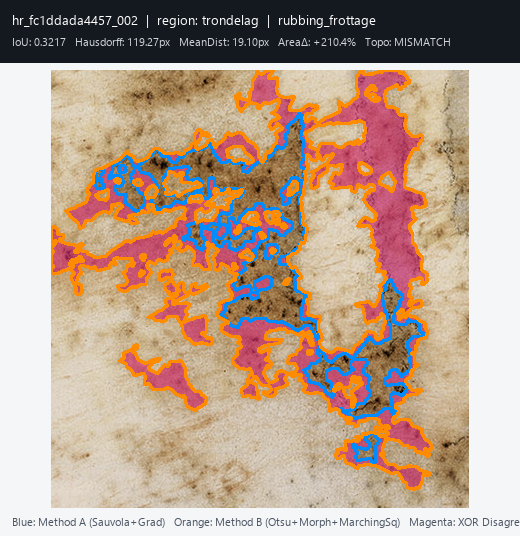 hr_fc1ddada4457_002 | region: trondelag | rubbing_frottage
IoU: 0.3217 Hausdorff: 119.27px MeanDist: 19.10px AreaΔ: +210.4% Topo: MISMATCH
Blue: Method A (Sauvola+Grad) Orange: Method B (Otsu+Morph+MarchingSq) Magenta: XOR Disagre